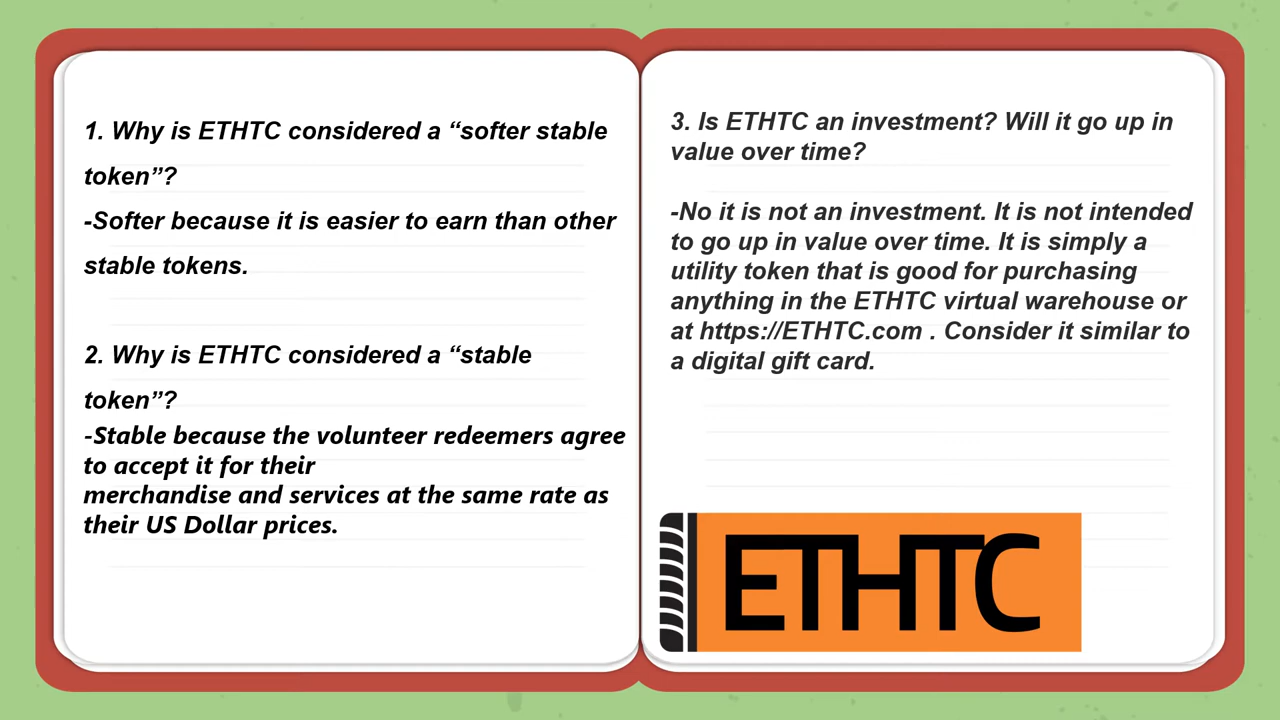 1. Why is ETHTC considered a “softer stable
token”?
-Softer because it is easier to earn than other
stable tokens.
2. Why is ETHTC considered a “stable
token”?
-Stable because the volunteer redeemers agree
to accept it for their
merchandise and services at the same rate as
their US Dollar prices.
3. Is ETHTC an investment? Will it go up in
value over time?
-No it is not an investment. It is not intended
to go up in value over time. It is simply a
utility token that is good for purchasing
anything in the ETHTC virtual warehouse or
at https://ETHTC.com . Consider it similar to
a digital gift card.
ETHTC